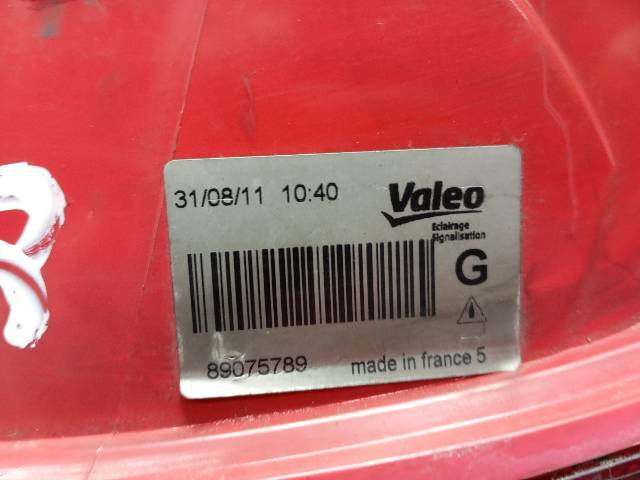 31/08/11 10:40
Valeo
Eclairage
Signalisation
G
89075789
made in france 5
R